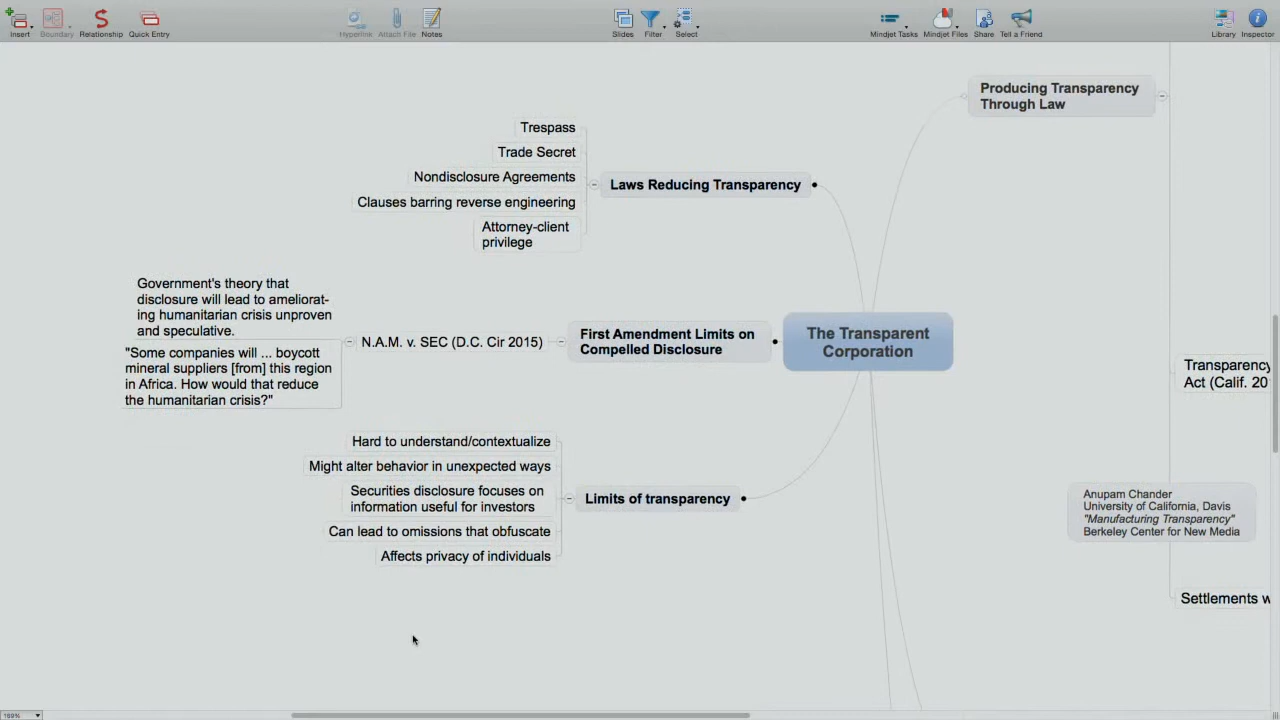 Insert
Boundary
Relationship
Quick Entry
Hyperlink
Attach File
Notes
Slides
Filter
Select
Mindjet Tasks
Mindjet Files
Share
Tell a Friend
Library
Inspector
Producing Transparency
Through Law
Trespass
Trade Secret
Nondisclosure Agreements
Clauses barring reverse engineering
Attorney-client
privilege
Laws Reducing Transparency
Government's theory that
disclosure will lead to ameliorat-
ing humanitarian crisis unproven
and speculative.
"Some companies will ... boycott
mineral suppliers [from] this region
in Africa. How would that reduce
the humanitarian crisis?"
N.A.M. v. SEC (D.C. Cir 2015)
First Amendment Limits on
Compelled Disclosure
The Transparent
Corporation
Transparency
Act (Calif. 20
Hard to understand/contextualize
Might alter behavior in unexpected ways
Securities disclosure focuses on
information useful for investors
Can lead to omissions that obfuscate
Affects privacy of individuals
Limits of transparency
Anupam Chander
University of California, Davis
"Manufacturing Transparency"
Berkeley Center for New Media
Settlements w
169%